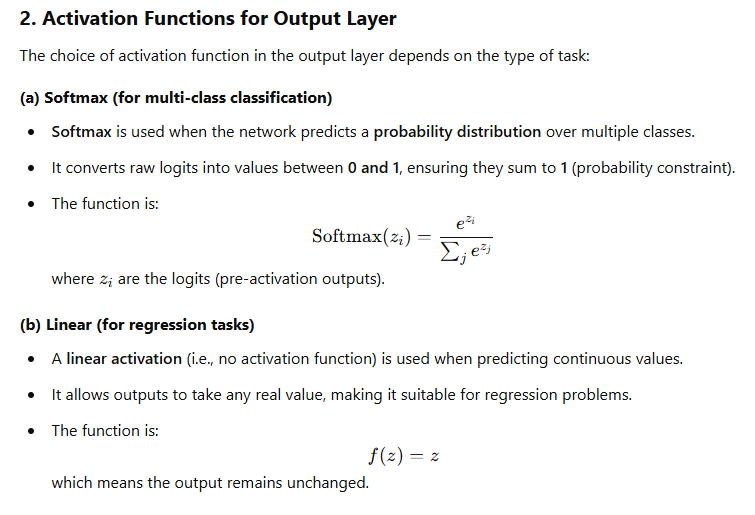 2. Activation Functions for Output Layer
The choice of activation function in the output layer depends on the type of task:
(a) Softmax (for multi-class classification)
• Softmax is used when the network predicts a probability distribution over multiple classes.
• It converts raw logits into values between 0 and 1, ensuring they sum to 1 (probability constraint).
• The function is:
Softmax(z_i) = e^{z_i} / ∑_j e^{z_j}
where z_i are the logits (pre-activation outputs).
(b) Linear (for regression tasks)
• A linear activation (i.e., no activation function) is used when predicting continuous values.
• It allows outputs to take any real value, making it suitable for regression problems.
• The function is:
f(z) = z
which means the output remains unchanged.